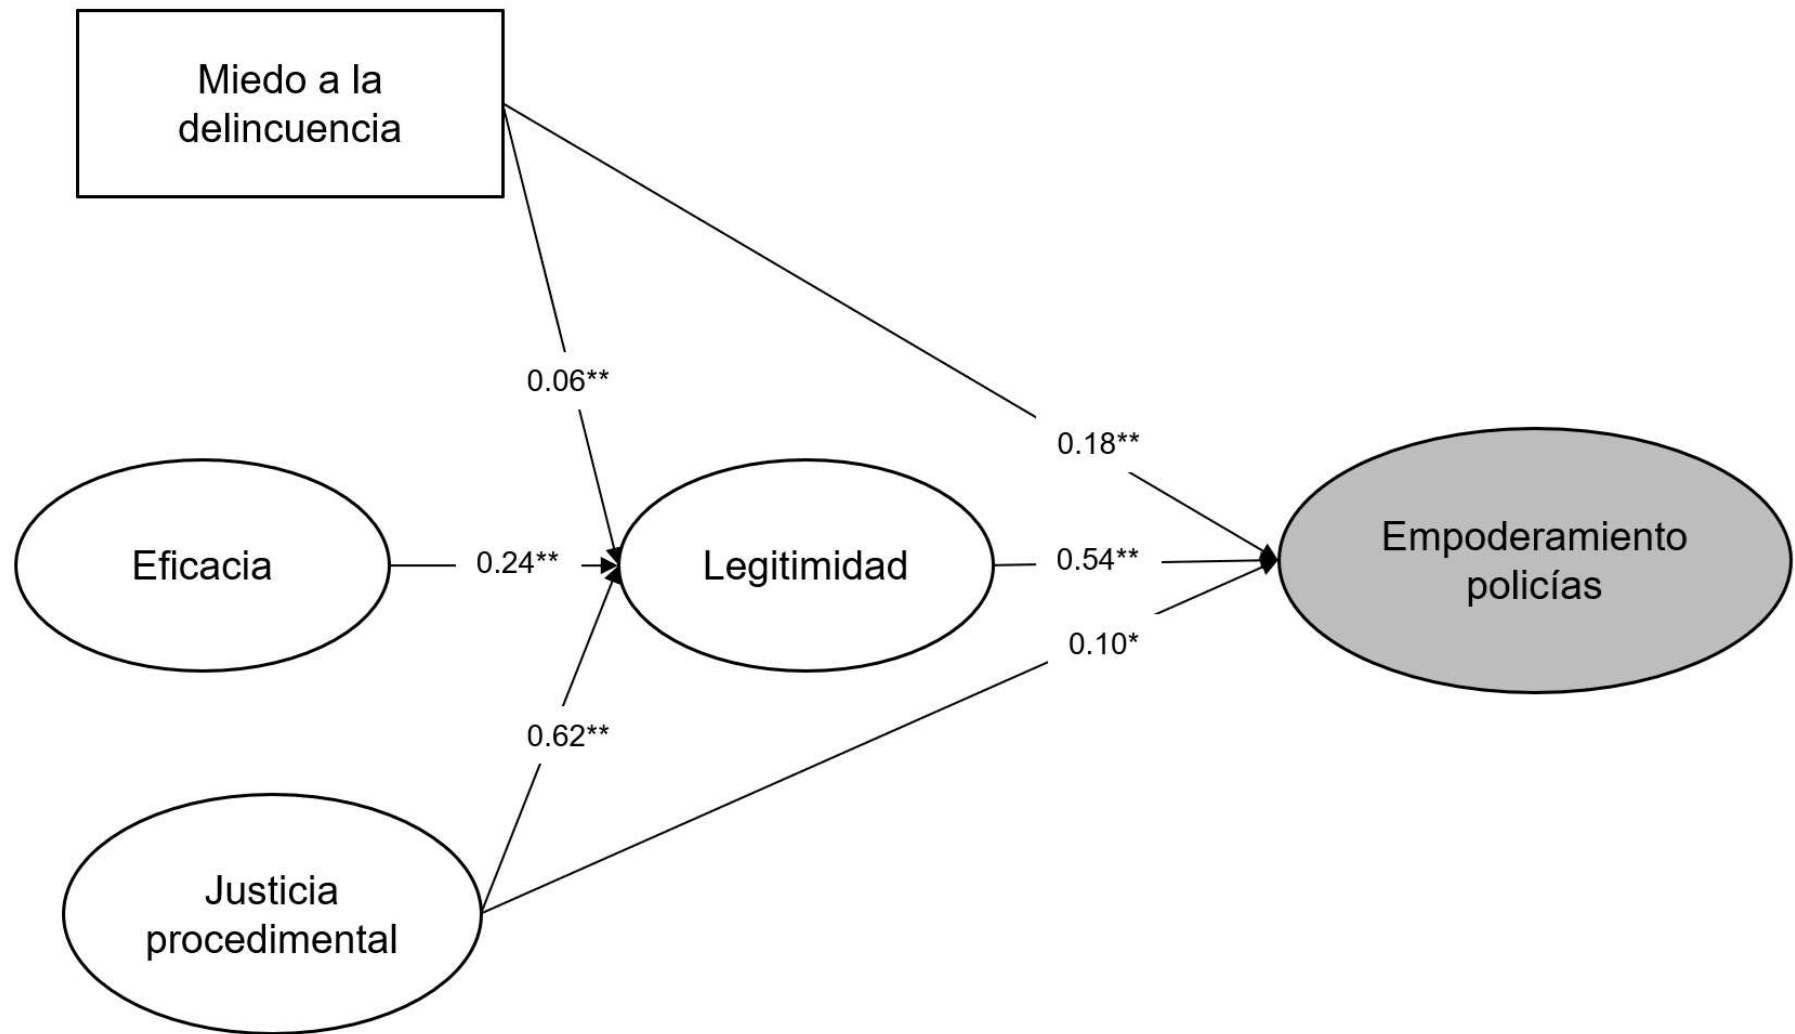 Miedo a la
delincuencia
0.06**
0.18**
Eficacia
0.24**
Legitimidad
0.54**
Empoderamiento
policías
0.10*
0.62**
Justicia
procedimental